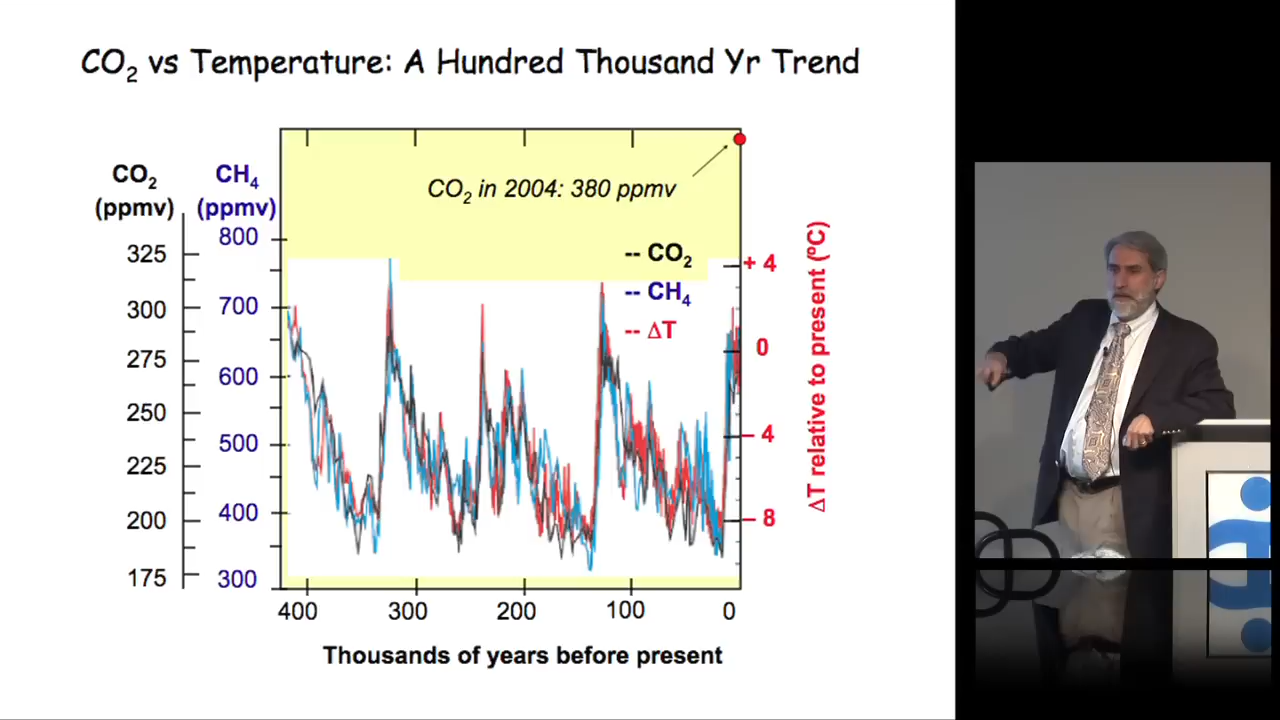 CO₂ vs Temperature: A Hundred Thousand Yr Trend
CO₂ in 2004: 380 ppmv
CO₂
(ppmv)
325
300
275
250
225
200
175
CH₄
(ppmv)
800
700
600
500
400
300
-- CO₂
-- CH₄
-- ΔT
+ 4
0
– 4
– 8
ΔT relative to present (ºC)
400 300 200 100 0
Thousands of years before present